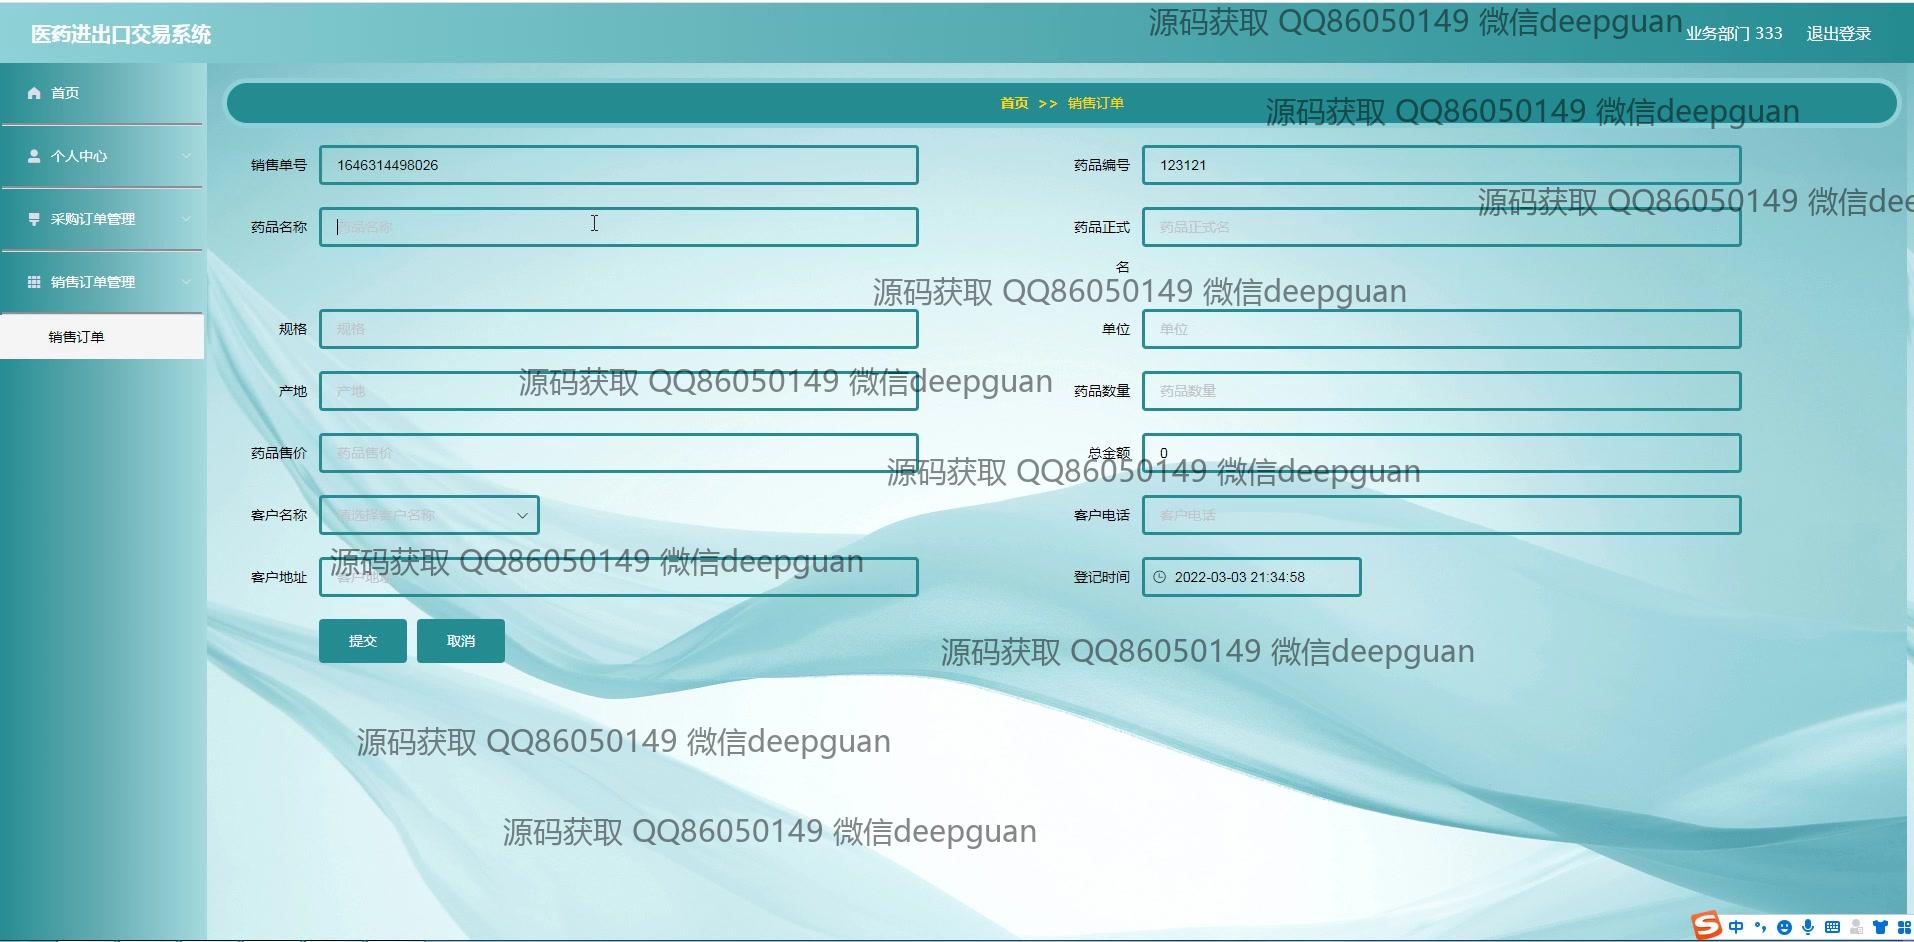 源码获取 QQ86050149 微信deepguan
医药进出口交易系统
业务部门 333 退出登录
首页
首页 >> 销售订单
源码获取 QQ86050149 微信deepguan
个人中心
销售单号 1646314498026
药品编号 123121
源码获取 QQ86050149 微信deep
采购订单管理
药品名称 药品名称
药品正式名 药品正式名
销售订单管理
源码获取 QQ86050149 微信deepguan
销售订单
规格 规格
单位 单位
源码获取 QQ86050149 微信deepguan
产地 产地
药品数量 药品数量
药品售价 药品售价
总金额 0
源码获取 QQ86050149 微信deepguan
客户名称 请选择客户名称
客户电话 客户电话
源码获取 QQ86050149 微信deepguan
客户地址 客户地址
登记时间 2022-03-03 21:34:58
提交 取消
源码获取 QQ86050149 微信deepguan
源码获取 QQ86050149 微信deepguan
源码获取 QQ86050149 微信deepguan
S 中